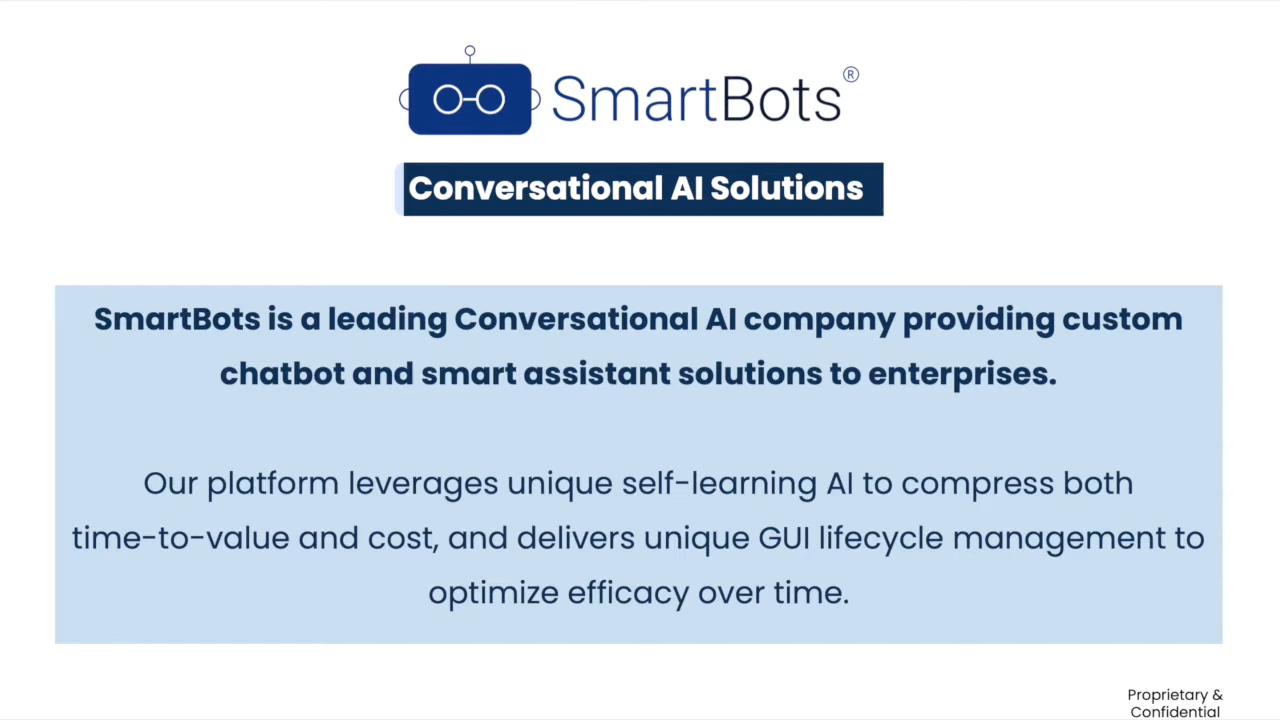 SmartBots®
Conversational AI Solutions
SmartBots is a leading Conversational AI company providing custom
chatbot and smart assistant solutions to enterprises.
Our platform leverages unique self-learning AI to compress both
time-to-value and cost, and delivers unique GUI lifecycle management to
optimize efficacy over time.
Proprietary &
Confidential